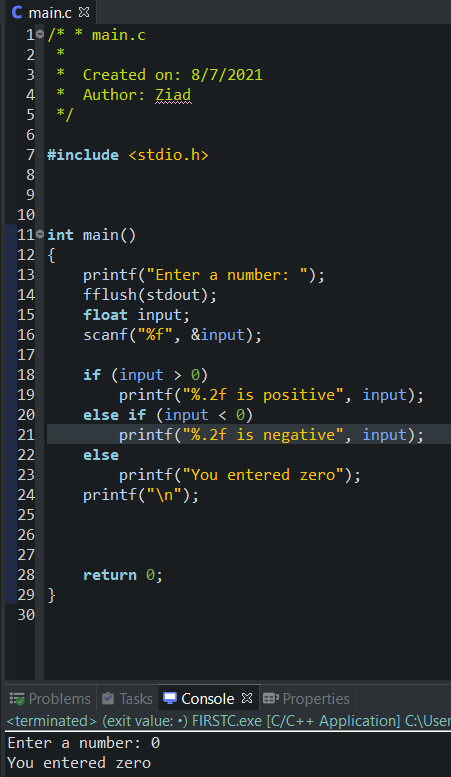 main.c
1 /* * main.c
2  *
3  *  Created on: 8/7/2021
4  *  Author: Ziad
5  */
6
7 #include <stdio.h>
8
9
10
11 int main()
12 {
13     printf("Enter a number: ");
14     fflush(stdout);
15     float input;
16     scanf("%f", &input);
17
18     if (input > 0)
19         printf("%.2f is positive", input);
20     else if (input < 0)
21         printf("%.2f is negative", input);
22     else
23         printf("You entered zero");
24     printf("\n");
25
26
27
28     return 0;
29 }
30
Problems Tasks Console Properties
<terminated> (exit value: •) FIRSTC.exe [C/C++ Application] C:\User
Enter a number: 0
You entered zero